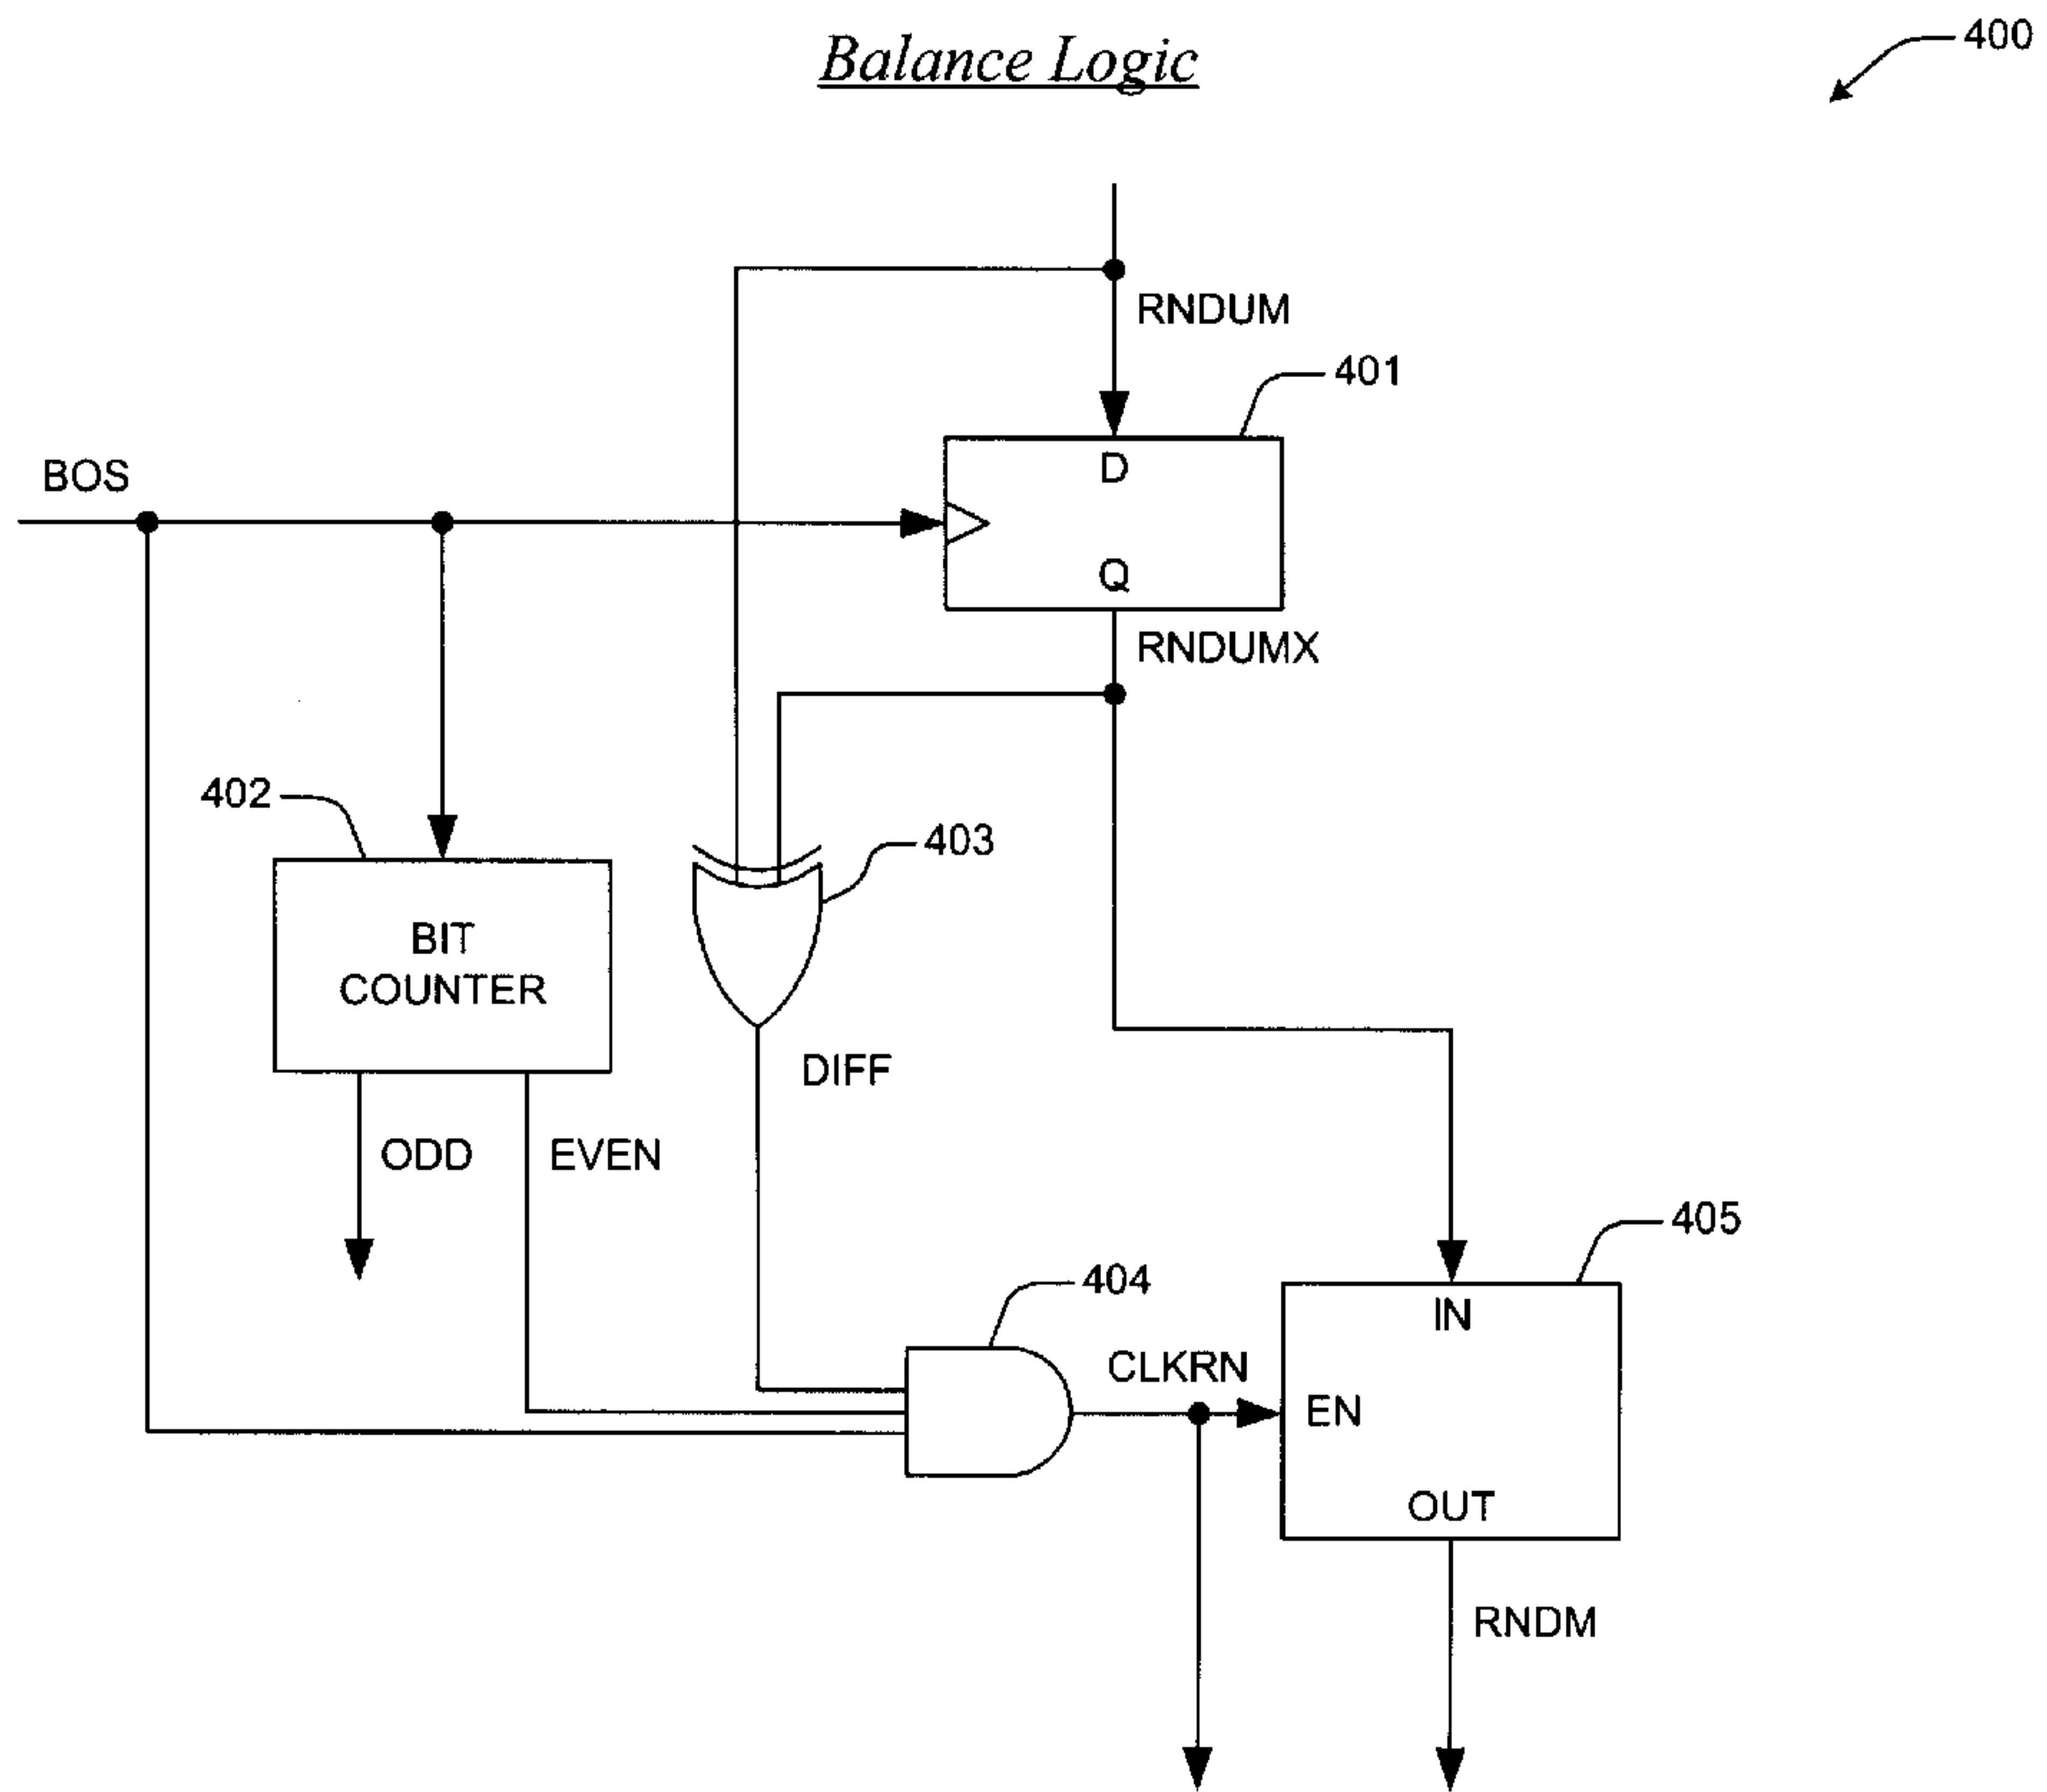 Balance Logic
400
RNDUM
401
BOS
D
Q
RNDUMX
402
403
BIT
COUNTER
DIFF
ODD
EVEN
405
404
IN
CLKRN
EN
OUT
RNDM